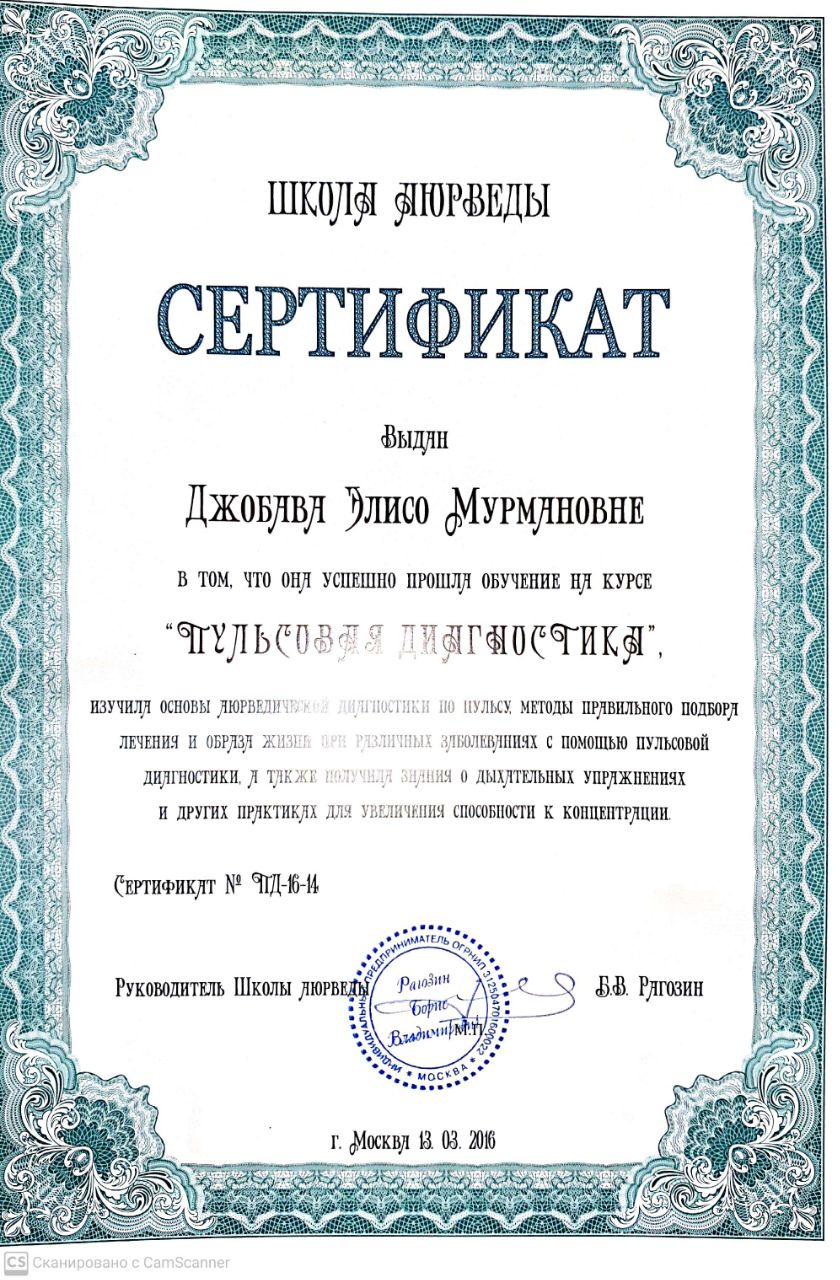 ШКОЛА АЮРВЕДЫ
СЕРТИФИКАТ
Выдан
Джобава Элисо Мурмановне
в том, что она успешно прошла обучение на курсе
“ПУЛЬСОВАЯ ДИАГНОСТИКА”,
изучила основы аюрведической диагностики по пульсу, методы правильного подбора
лечения и образа жизни при различных заболеваниях с помощью пульсовой
диагностики, а также получила знания о дыхательных упражнениях
и других практиках для увеличения способности к концентрации.
Сертификат № ПД-16-14
Руководитель Школы аюрведы
ИНДИВИДУАЛЬНЫЙ ПРЕДПРИНИМАТЕЛЬ ОГРНИП 312504701600022
* МОСКВА *
Рагозин
Борис
Владимирович
М.П.
Б.В. Рагозин
г. Москва 13. 03. 2016
CS Сканировано с CamScanner